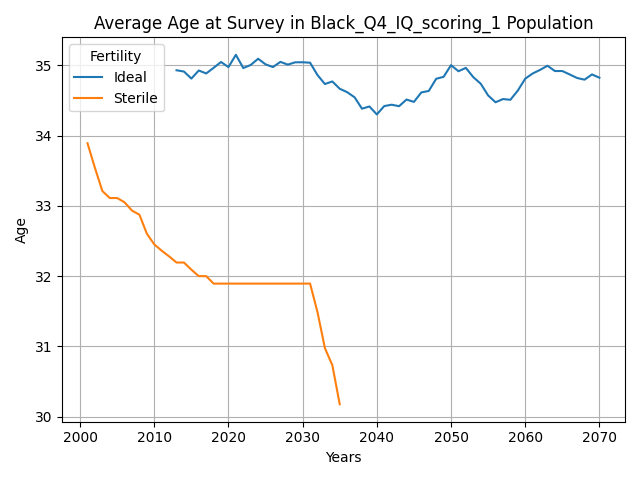 Average Age at Survey in Black_Q4_IQ_scoring_1 Population
Fertility
Ideal
Sterile
35
34
33
32
31
30
Age
2000 2010 2020 2030 2040 2050 2060 2070
Years